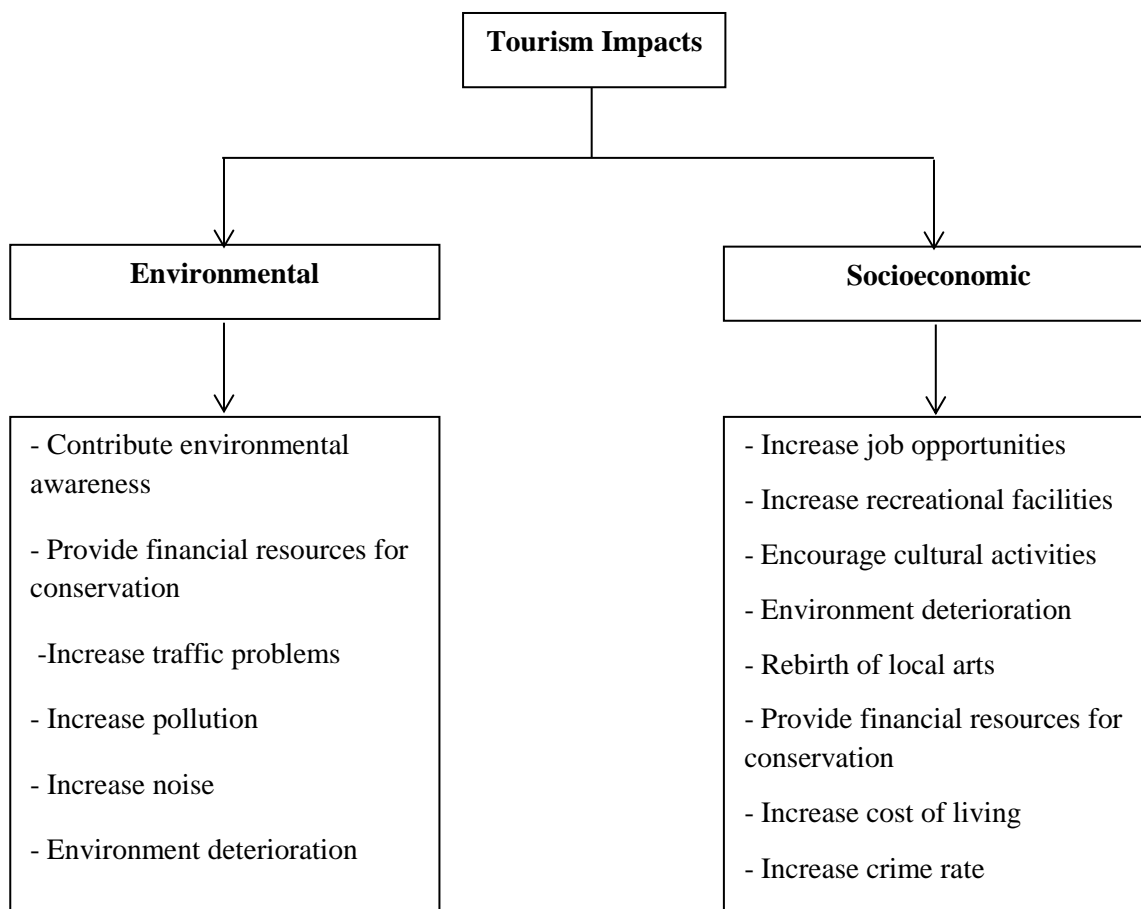 Tourism Impacts
Environmental
Socioeconomic
- Contribute environmental
awareness
- Provide financial resources for
conservation
-Increase traffic problems
- Increase pollution
- Increase noise
- Environment deterioration
- Increase job opportunities
- Increase recreational facilities
- Encourage cultural activities
- Environment deterioration
- Rebirth of local arts
- Provide financial resources for
conservation
- Increase cost of living
- Increase crime rate